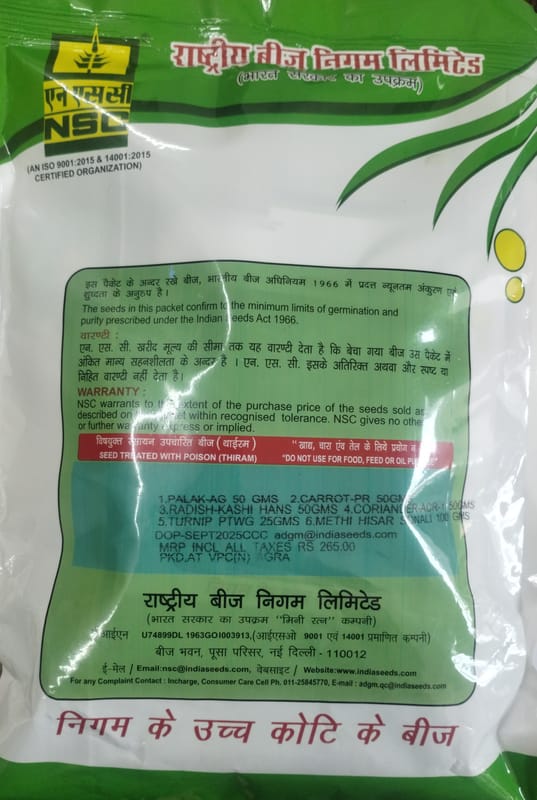 राष्ट्रीय बीज निगम लिमिटेड
(भारत सरकार का उपक्रम)
एन एस सी
NSC
(AN ISO 9001:2015 & 14001:2015
CERTIFIED ORGANIZATION)
इस पैकेट के अन्दर रखे बीज, भारतीय बीज अधिनियम 1966 में प्रदत्त न्यूनतम अंकुरण एवं
शुध्दता के अनुरुप है।
The seeds in this packet confirm to the minimum limits of germination and
purity prescribed under the Indian Seeds Act 1966.
वारण्टी :
एन. एस. सी. खरीद मूल्य की सीमा तक यह वारण्टी देता है कि बेचा गया बीज उस पैकेट में
अंकित मान्य सहनशीलता के अन्दर है । एन. एस. सी. इसके अतिरिक्त अथवा और स्पष्ट या
निहित वारण्टी नहीं देता है।
WARRANTY :
NSC warrants to the extent of the purchase price of the seeds sold as
described on the within recognised tolerance. NSC gives no other
or further warranty express or implied.
विषयुक्त रसायन उपचारित बीज (थाईरम)
SEED TREATED WITH POISON (THIRAM)
"खाद्य, चारा एंव तेल के लिये प्रयोग न
"DO NOT USE FOR FOOD, FEED OR OIL PURPOSE"
1.PALAK-AG 50 GMS 2.CARROT-PR 50GMS
3.RADISH-KASHI HANS 50GMS 4.CORIANDER-ACR-1 50GMS
5.TURNIP PTWG 25GMS 6.METHI HISAR SONALI 100 GMS
DOP-SEPT2025CCC adgm@indiaseeds.com
MRP INCL ALL TAXES RS 265.00
PKD.AT VPC(N) AGRA
राष्ट्रीय बीज निगम लिमिटेड
(भारत सरकार का उपक्रम "मिनी रत्न" कम्पनी)
आईएन U74899DL 1963GOI003913,(आईएसओ 9001 एवं 14001 प्रमाणित कम्पनी)
बीज भवन, पूसा परिसर, नई दिल्ली - 110012
ई-मेल / Email:nsc@indiaseeds.com, वेबसाइट / Website:www.indiaseeds.com
For any Complaint Contact : Incharge, Consumer Care Cell Ph. 011-25845770, E-mail : adgm.qc@indiaseeds.com
निगम के उच्च कोटि के बीज